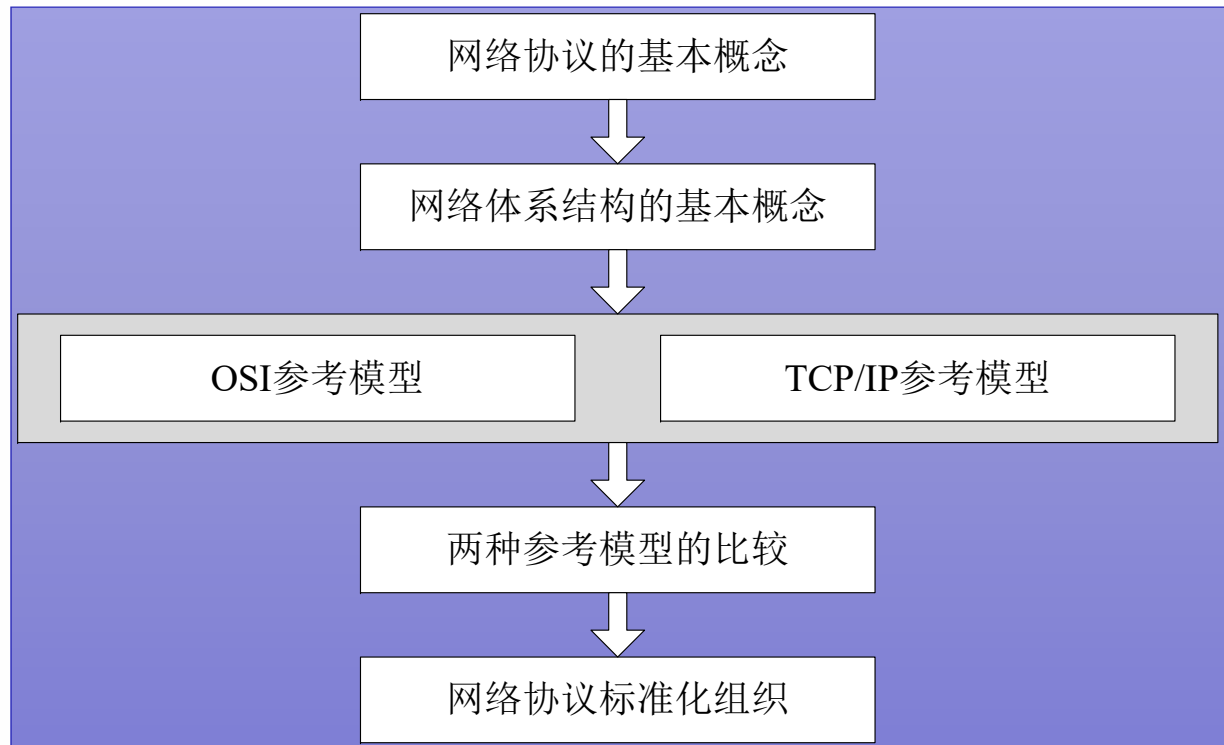 网络协议的基本概念
网络体系结构的基本概念
OSI参考模型
TCP/IP参考模型
两种参考模型的比较
网络协议标准化组织